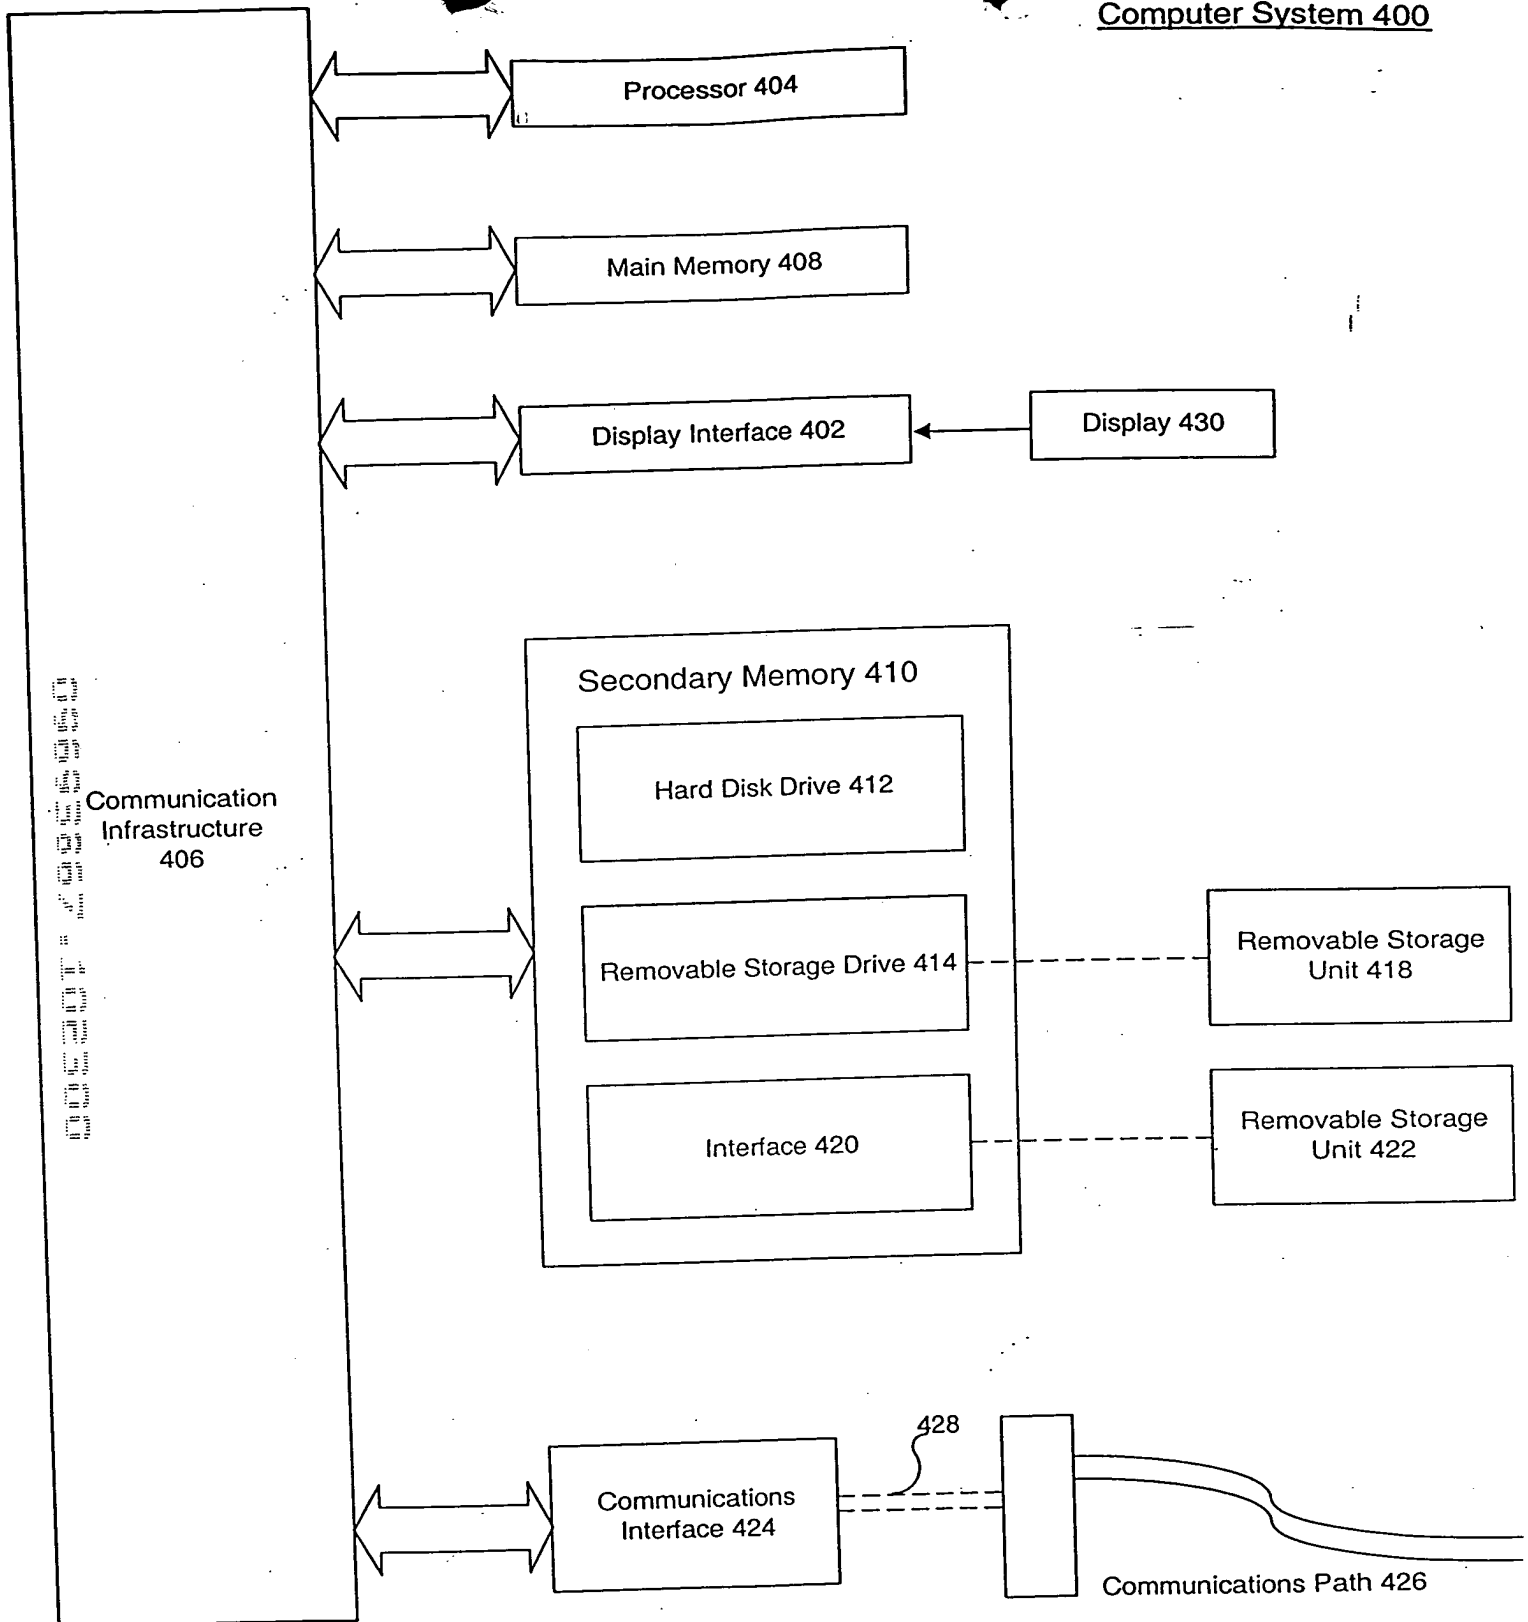 Computer System 400
Processor 404
Main Memory 408
Display Interface 402
Display 430
Secondary Memory 410
Hard Disk Drive 412
Communication
Infrastructure
406
Removable Storage Drive 414
Removable Storage
Unit 418
Interface 420
Removable Storage
Unit 422
428
Communications
Interface 424
Communications Path 426